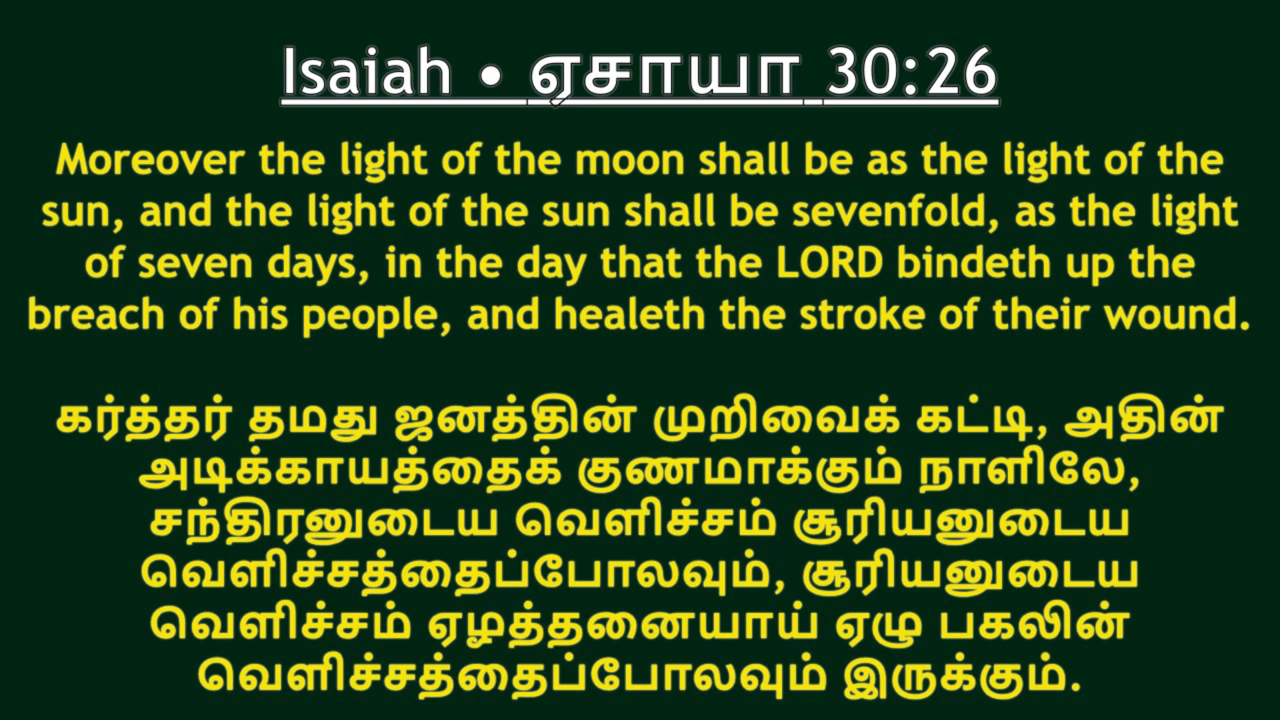 Isaiah • ஏசாயா 30:26
Moreover the light of the moon shall be as the light of the
sun, and the light of the sun shall be sevenfold, as the light
of seven days, in the day that the LORD bindeth up the
breach of his people, and healeth the stroke of their wound.
கர்த்தர் தமது ஜனத்தின் முறிவைக் கட்டி, அதின்
அடிக்காயத்தைக் குணமாக்கும் நாளிலே,
சந்திரனுடைய வெளிச்சம் சூரியனுடைய
வெளிச்சத்தைப்போலவும், சூரியனுடைய
வெளிச்சம் ஏழத்தனையாய் ஏழு பகலின்
வெளிச்சத்தைப்போலவும் இருக்கும்.